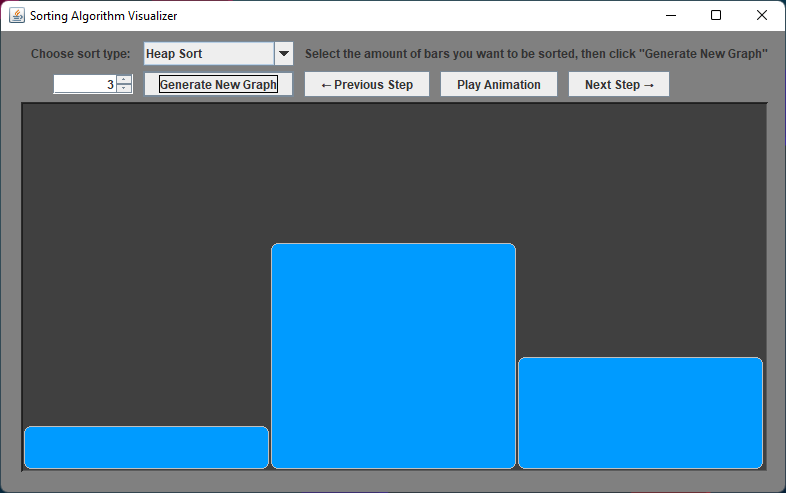 Sorting Algorithm Visualizer
Choose sort type: Heap Sort Select the amount of bars you want to be sorted, then click "Generate New Graph"
3 Generate New Graph ←Previous Step Play Animation Next Step →